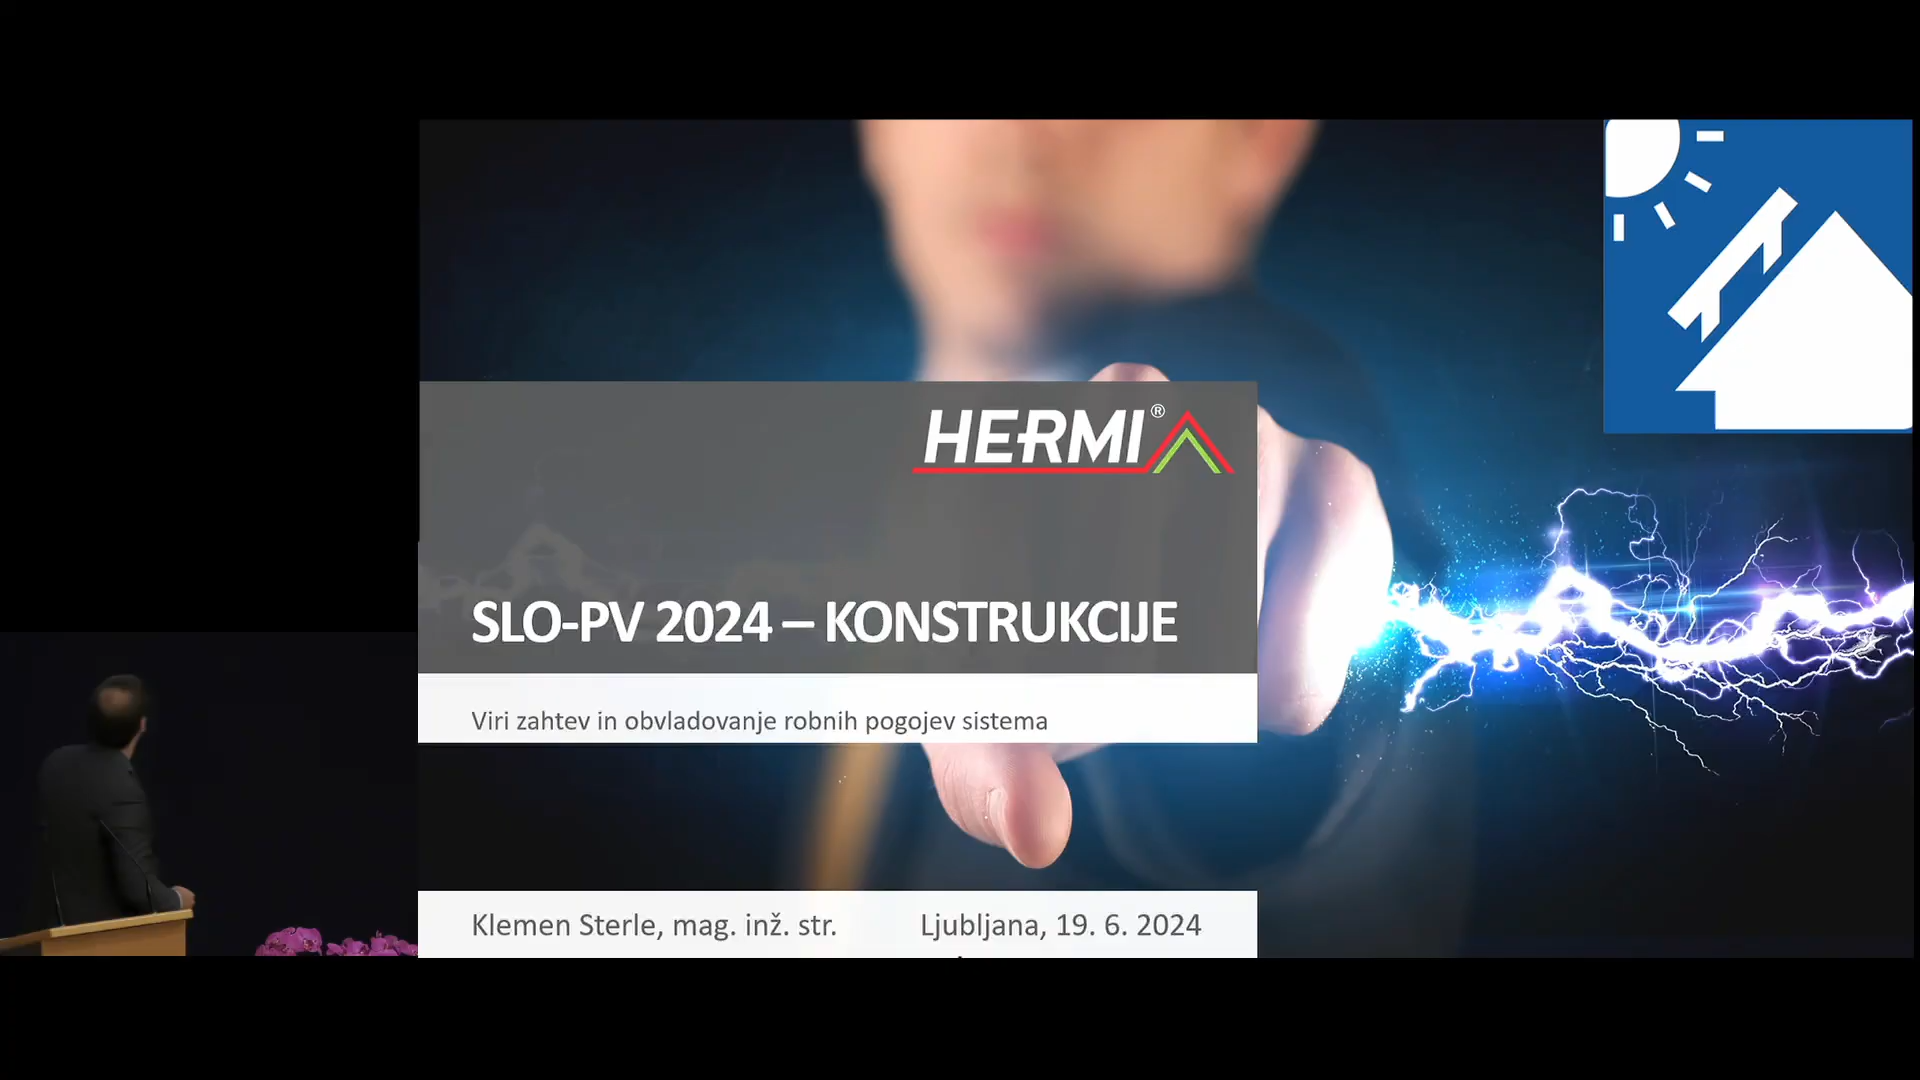 HERMI®
SLO-PV 2024 – KONSTRUKCIJE
Viri zahtev in obvladovanje robnih pogojev sistema
Klemen Sterle, mag. inž. str.
Ljubljana, 19. 6. 2024